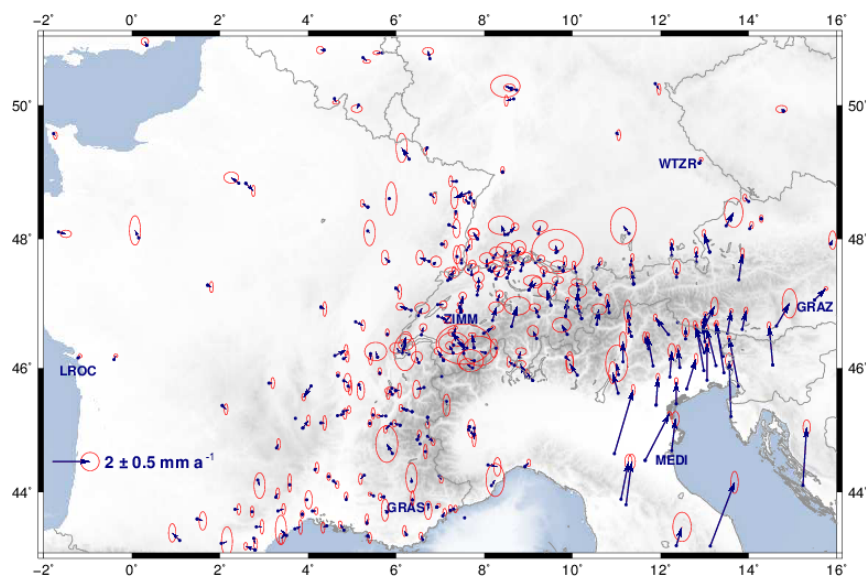 −2˚ 0˚ 2˚ 4˚ 6˚ 8˚ 10˚ 12˚ 14˚ 16˚
50˚ 50˚
WTZR
48˚ 48˚
GRAZ
ZIMM
46˚ LROC 46˚
2 ± 0.5 mm a⁻¹ MEDI
44˚ GRAS 44˚
−2˚ 0˚ 2˚ 4˚ 6˚ 8˚ 10˚ 12˚ 14˚ 16˚